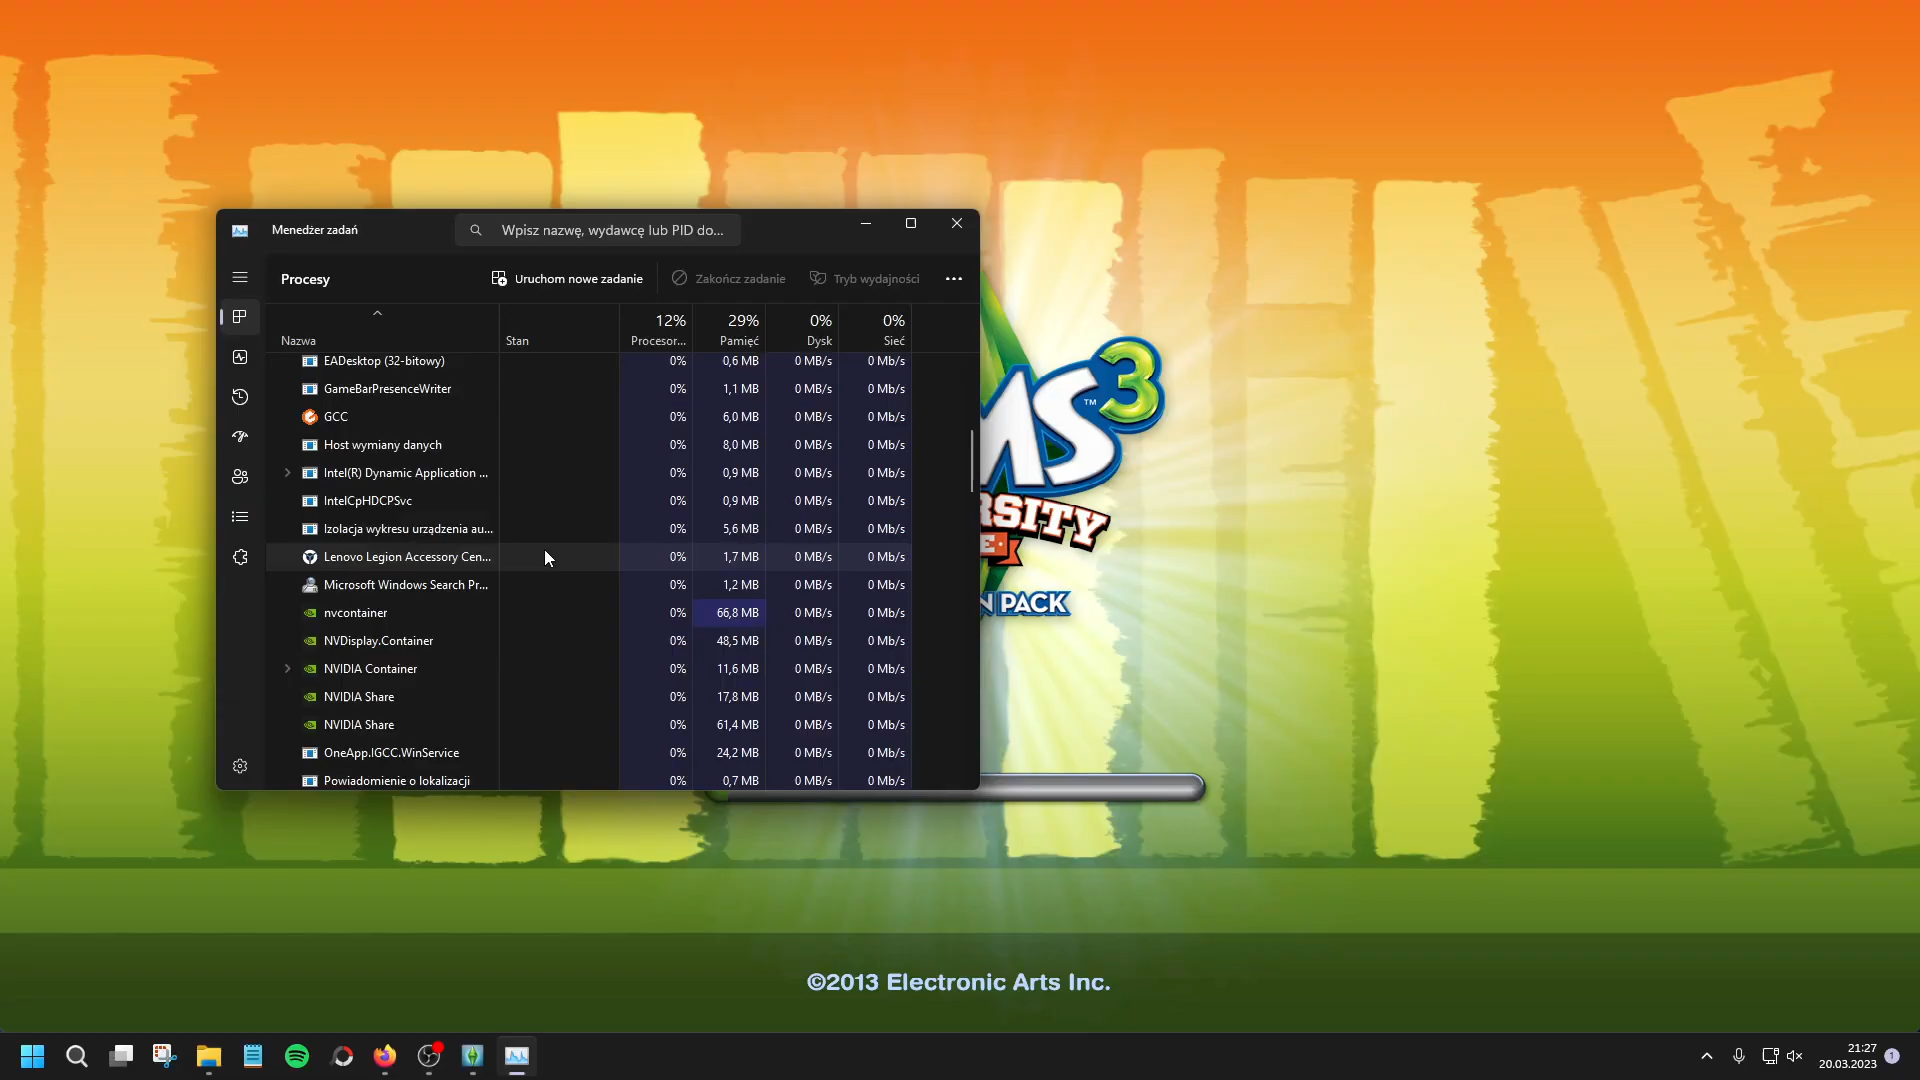 Menedżer zadań
Wpisz nazwę, wydawcę lub PID do...
Procesy
Uruchom nowe zadanie
Zakończ zadanie
Tryb wydajności
12% 29% 0% 0%
Nazwa Stan Procesor... Pamięć Dysk Sieć
EADesktop (32-bitowy) 0% 0,6 MB 0 MB/s 0 Mb/s
GameBarPresenceWriter 0% 1,1 MB 0 MB/s 0 Mb/s
GCC 0% 6,0 MB 0 MB/s 0 Mb/s
Host wymiany danych 0% 8,0 MB 0 MB/s 0 Mb/s
Intel(R) Dynamic Application ... 0% 0,9 MB 0 MB/s 0 Mb/s
IntelCpHDCPSvc 0% 0,9 MB 0 MB/s 0 Mb/s
Izolacja wykresu urządzenia au... 0% 5,6 MB 0 MB/s 0 Mb/s
Lenovo Legion Accessory Cen... 0% 1,7 MB 0 MB/s 0 Mb/s
Microsoft Windows Search Pr... 0% 1,2 MB 0 MB/s 0 Mb/s
nvcontainer 0% 66,8 MB 0 MB/s 0 Mb/s
NVDisplay.Container 0% 48,5 MB 0 MB/s 0 Mb/s
NVIDIA Container 0% 11,6 MB 0 MB/s 0 Mb/s
NVIDIA Share 0% 17,8 MB 0 MB/s 0 Mb/s
NVIDIA Share 0% 61,4 MB 0 MB/s 0 Mb/s
OneApp.IGCC.WinService 0% 24,2 MB 0 MB/s 0 Mb/s
Powiadomienie o lokalizacji 0% 0,7 MB 0 MB/s 0 Mb/s
MS ™ 3
RSITY
E
N PACK
©2013 Electronic Arts Inc.
21:27
20.03.2023
1